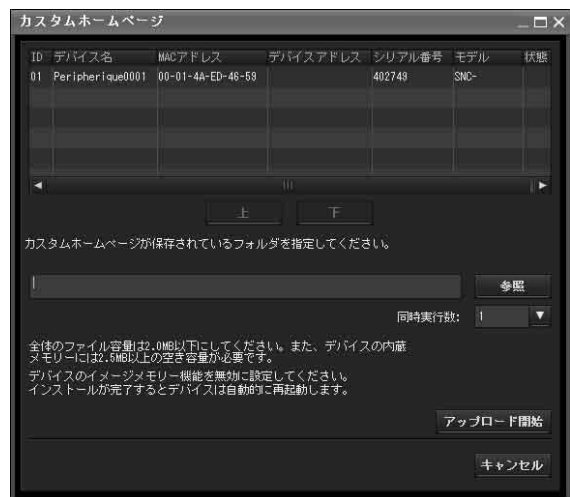 カスタムホームページ
ID デバイス名 MACアドレス デバイスアドレス シリアル番号 モデル 状態
01 Peripherique0001 00-01-4A-ED-46-59 402749 SNC-
上 下
カスタムホームページが保存されているフォルダを指定してください。
参照
同時実行数: 1
全体のファイル容量は2.0MB以下にしてください。また、デバイスの内蔵
メモリーには2.5MB以上の空き容量が必要です。
デバイスのイメージメモリー機能を無効に設定してください。
インストールが完了するとデバイスは自動的に再起動します。
アップロード開始
キャンセル